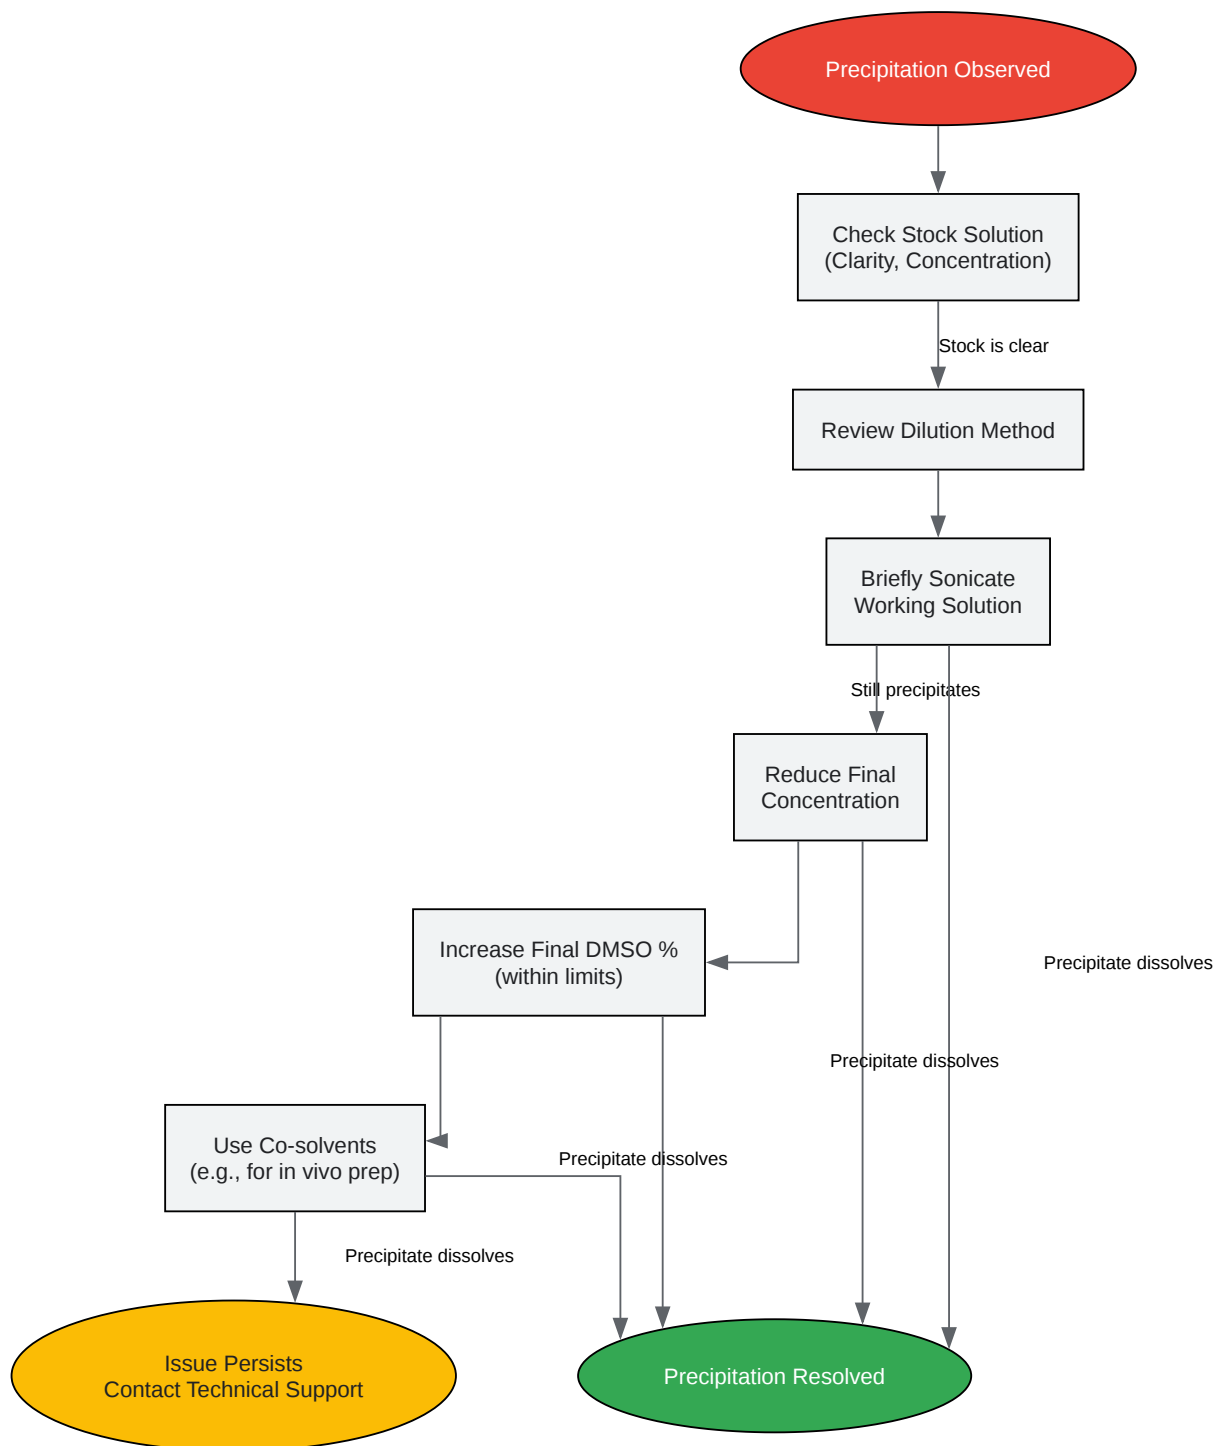 Precipitation Observed
Check Stock Solution
(Clarity, Concentration)
Stock is clear
Review Dilution Method
Briefly Sonicate
Working Solution
Still precipitates
Reduce Final
Concentration
Increase Final DMSO %
(within limits)
Precipitate dissolves
Precipitate dissolves
Use Co-solvents
(e.g., for in vivo prep)
Precipitate dissolves
Precipitate dissolves
Issue Persists
Contact Technical Support
Precipitation Resolved